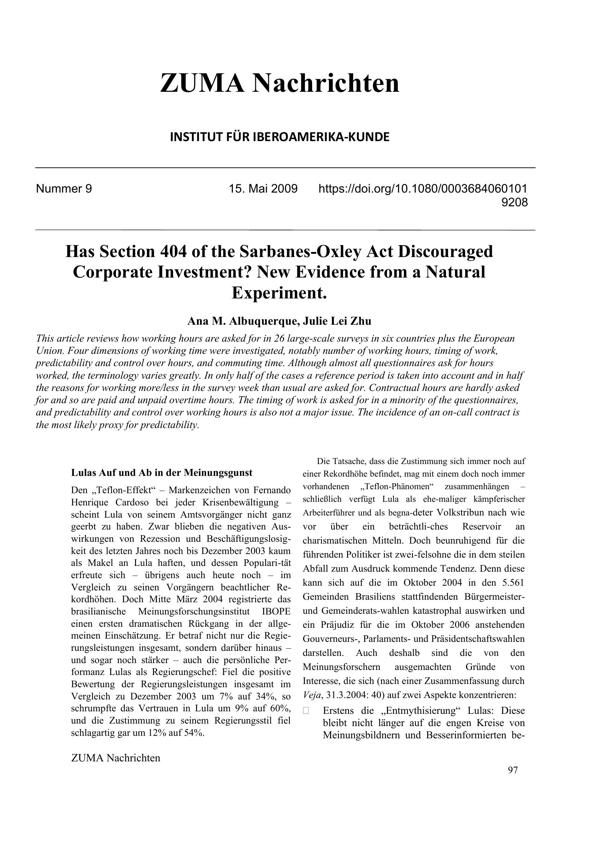 ZUMA Nachrichten
INSTITUT FÜR IBEROAMERIKA-KUNDE
Nummer 9 15. Mai 2009 https://doi.org/10.1080/0003684060101
9208
Has Section 404 of the Sarbanes-Oxley Act Discouraged
Corporate Investment? New Evidence from a Natural
Experiment.
Ana M. Albuquerque, Julie Lei Zhu
This article reviews how working hours are asked for in 26 large-scale surveys in six countries plus the European
Union. Four dimensions of working time were investigated, notably number of working hours, timing of work,
predictability and control over hours, and commuting time. Although almost all questionnaires ask for hours
worked, the terminology varies greatly. In only half of the cases a reference period is taken into account and in half
the reasons for working more/less in the survey week than usual are asked for. Contractual hours are hardly asked
for and so are paid and unpaid overtime hours. The timing of work is asked for in a minority of the questionnaires,
and predictability and control over working hours is also not a major issue. The incidence of an on-call contract is
the most likely proxy for predictability.
Lulas Auf und Ab in der Meinungsgunst
Den „Teflon-Effekt“ – Markenzeichen von Fernando
Henrique Cardoso bei jeder Krisenbewältigung –
scheint Lula von seinem Amtsvorgänger nicht ganz
geerbt zu haben. Zwar blieben die negativen Aus-
wirkungen von Rezession und Beschäftigungslosig-
keit des letzten Jahres noch bis Dezember 2003 kaum
als Makel an Lula haften, und dessen Populari-tät
erfreute sich – übrigens auch heute noch – im
Vergleich zu seinen Vorgängern beachtlicher Re-
kordhöhen. Doch Mitte März 2004 registrierte das
brasilianische Meinungsforschungsinstitut IBOPE
einen ersten dramatischen Rückgang in der allge-
meinen Einschätzung. Er betraf nicht nur die Regie-
rungsleistungen insgesamt, sondern darüber hinaus –
und sogar noch stärker – auch die persönliche Per-
formanz Lulas als Regierungschef: Fiel die positive
Bewertung der Regierungsleistungen insgesamt im
Vergleich zu Dezember 2003 um 7% auf 34%, so
schrumpfte das Vertrauen in Lula um 9% auf 60%,
und die Zustimmung zu seinem Regierungsstil fiel
schlagartig gar um 12% auf 54%.
Die Tatsache, dass die Zustimmung sich immer noch auf
einer Rekordhöhe befindet, mag mit einem doch noch immer
vorhandenen „Teflon-Phänomen“ zusammenhängen –
schließlich verfügt Lula als ehe-maliger kämpferischer
Arbeiterführer und als begna-deter Volkstribun nach wie
vor über ein beträchtli-ches Reservoir an
charismatischen Mitteln. Doch beunruhigend für die
führenden Politiker ist zwei-felsohne die in dem steilen
Abfall zum Ausdruck kommende Tendenz. Denn diese
kann sich auf die im Oktober 2004 in den 5.561
Gemeinden Brasiliens stattfindenden Bürgermeister-
und Gemeinderats-wahlen katastrophal auswirken und
ein Präjudiz für die im Oktober 2006 anstehenden
Gouverneurs-, Parlaments- und Präsidentschaftswahlen
darstellen. Auch deshalb sind die von den
Meinungsforschern ausgemachten Gründe von
Interesse, die sich (nach einer Zusammenfassung durch
Veja, 31.3.2004: 40) auf zwei Aspekte konzentrieren:
□ Erstens die „Entmythisierung“ Lulas: Diese
bleibt nicht länger auf die engen Kreise von
Meinungsbildnern und Besserinformierten be-
ZUMA Nachrichten
97